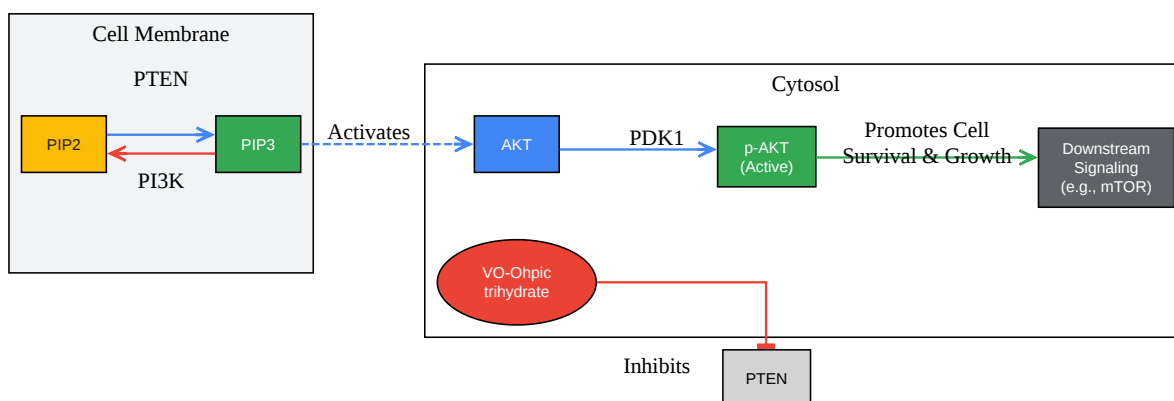 Cell Membrane
PTEN
PIP2
PIP3
PI3K
Activates
Cytosol
AKT
PDK1
p-AKT
(Active)
Promotes Cell
Survival & Growth
Downstream
Signaling
(e.g., mTOR)
VO-Ohpic
trihydrate
Inhibits
PTEN